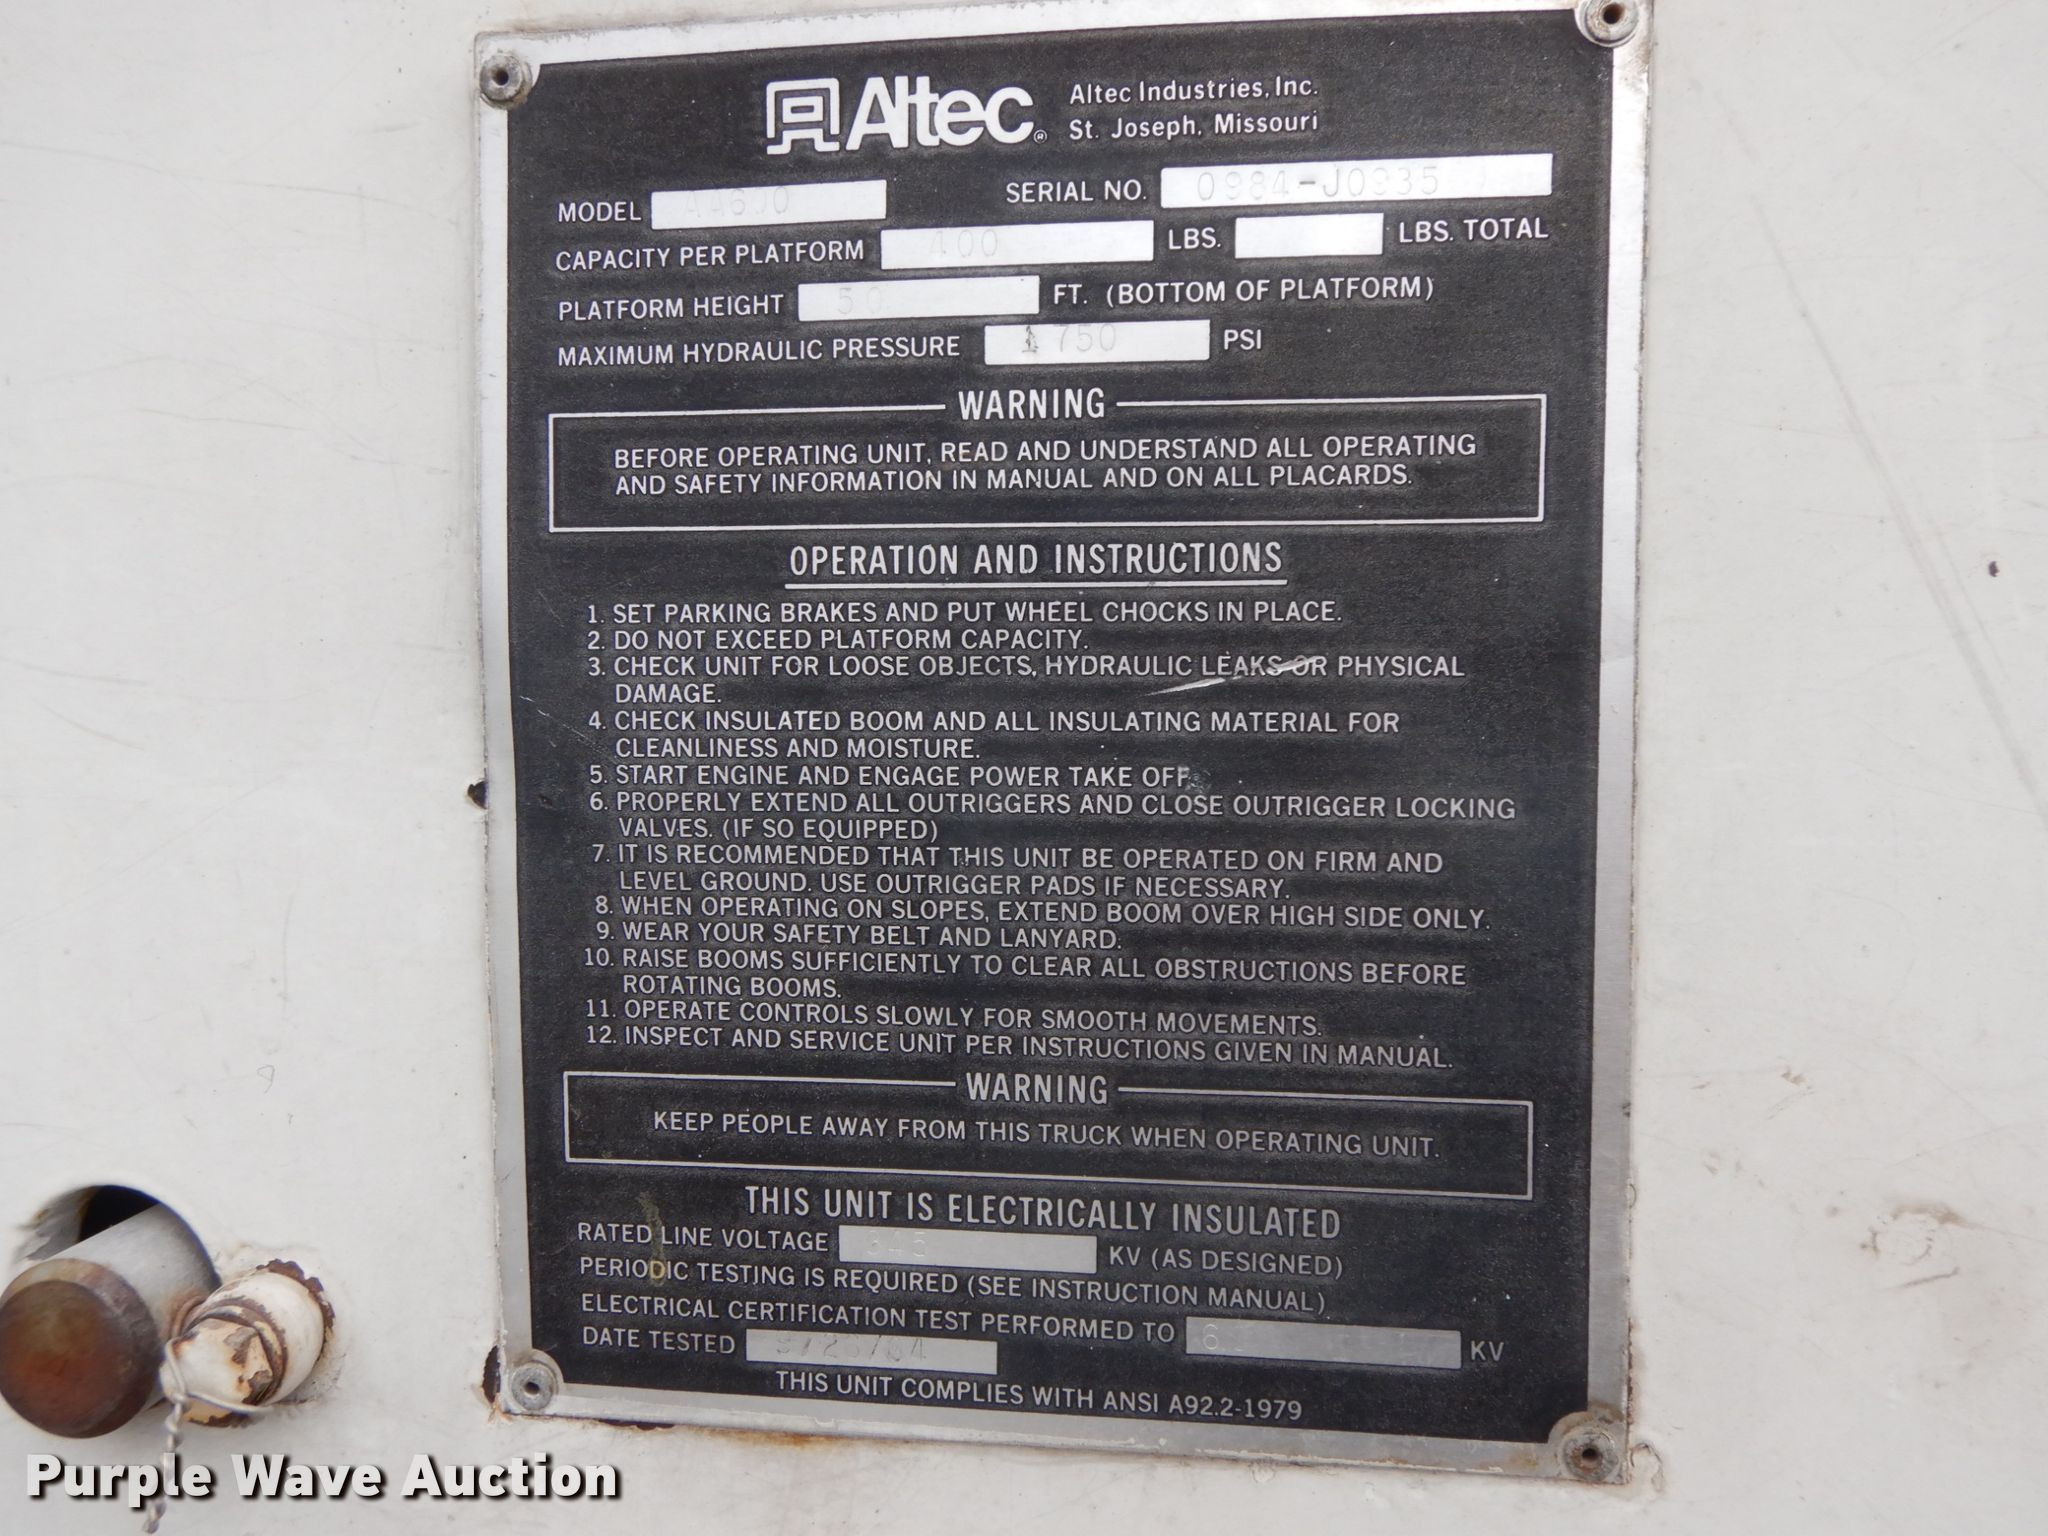 Altec® Altec Industries, Inc.
St. Joseph, Missouri
MODEL AA600 SERIAL NO. 0984-J0935
CAPACITY PER PLATFORM 400 LBS. LBS. TOTAL
PLATFORM HEIGHT 50 FT. (BOTTOM OF PLATFORM)
MAXIMUM HYDRAULIC PRESSURE 1750 PSI
WARNING
BEFORE OPERATING UNIT, READ AND UNDERSTAND ALL OPERATING
AND SAFETY INFORMATION IN MANUAL AND ON ALL PLACARDS.
OPERATION AND INSTRUCTIONS
1. SET PARKING BRAKES AND PUT WHEEL CHOCKS IN PLACE.
2. DO NOT EXCEED PLATFORM CAPACITY.
3. CHECK UNIT FOR LOOSE OBJECTS, HYDRAULIC LEAKS OR PHYSICAL
DAMAGE.
4. CHECK INSULATED BOOM AND ALL INSULATING MATERIAL FOR
CLEANLINESS AND MOISTURE.
5. START ENGINE AND ENGAGE POWER TAKE OFF.
6. PROPERLY EXTEND ALL OUTRIGGERS AND CLOSE OUTRIGGER LOCKING
VALVES. (IF SO EQUIPPED)
7. IT IS RECOMMENDED THAT THIS UNIT BE OPERATED ON FIRM AND
LEVEL GROUND. USE OUTRIGGER PADS IF NECESSARY.
8. WHEN OPERATING ON SLOPES, EXTEND BOOM OVER HIGH SIDE ONLY.
9. WEAR YOUR SAFETY BELT AND LANYARD.
10. RAISE BOOMS SUFFICIENTLY TO CLEAR ALL OBSTRUCTIONS BEFORE
ROTATING BOOMS.
11. OPERATE CONTROLS SLOWLY FOR SMOOTH MOVEMENTS.
12. INSPECT AND SERVICE UNIT PER INSTRUCTIONS GIVEN IN MANUAL.
WARNING
KEEP PEOPLE AWAY FROM THIS TRUCK WHEN OPERATING UNIT.
THIS UNIT IS ELECTRICALLY INSULATED
RATED LINE VOLTAGE 345 KV (AS DESIGNED)
PERIODIC TESTING IS REQUIRED (SEE INSTRUCTION MANUAL)
ELECTRICAL CERTIFICATION TEST PERFORMED TO KV
DATE TESTED
THIS UNIT COMPLIES WITH ANSI A92.2-1979
Purple Wave Auction